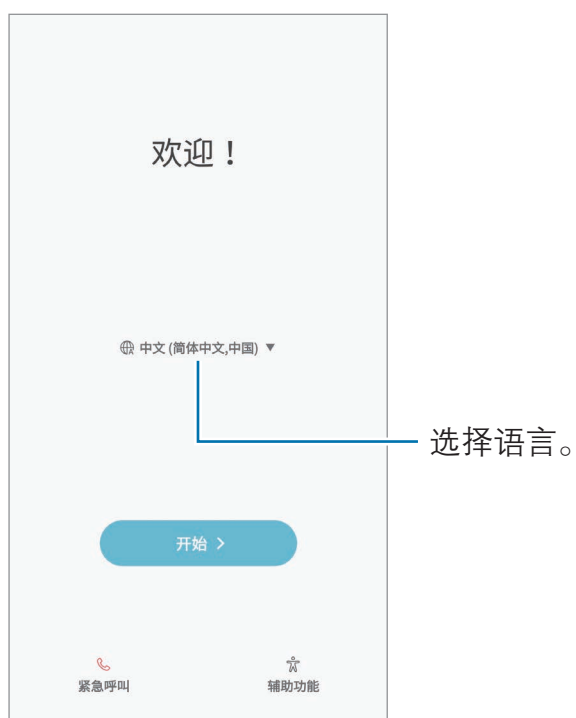 欢迎！
中文 (简体中文,中国) ▼
选择语言。
开始 >
紧急呼叫
辅助功能